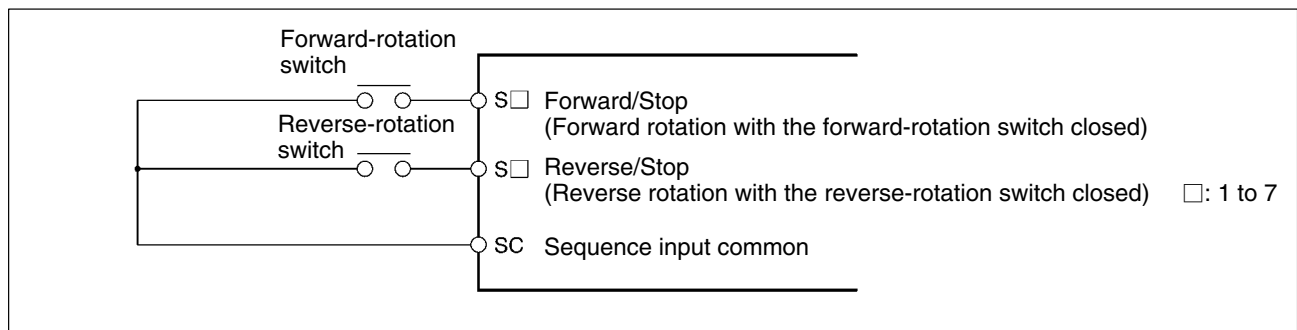 Forward-rotation
switch
S□ Forward/Stop
(Forward rotation with the forward-rotation switch closed)
Reverse-rotation
switch
S□ Reverse/Stop
(Reverse rotation with the reverse-rotation switch closed) □: 1 to 7
SC Sequence input common